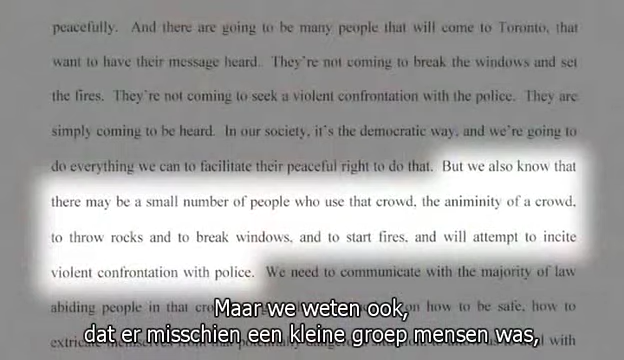 peacefully. And there are going to be many people that will come to Toronto, that
want to have their message heard. They're not coming to break the windows and set
the fires. They're not coming to seek a violent confrontation with the police. They are
simply coming to be heard. In our society, it's the democratic way, and we're going to
do everything we can to facilitate their peaceful right to do that. But we also know that
there may be a small number of people who use that crowd, the animinity of a crowd,
to throw rocks and to break windows, and to start fires, and will attempt to incite
violent confrontation with police. We need to communicate with the majority of law
abiding people in that on how to be safe, how to
extricate with
Maar we weten ook,
dat er misschien een kleine groep mensen was,